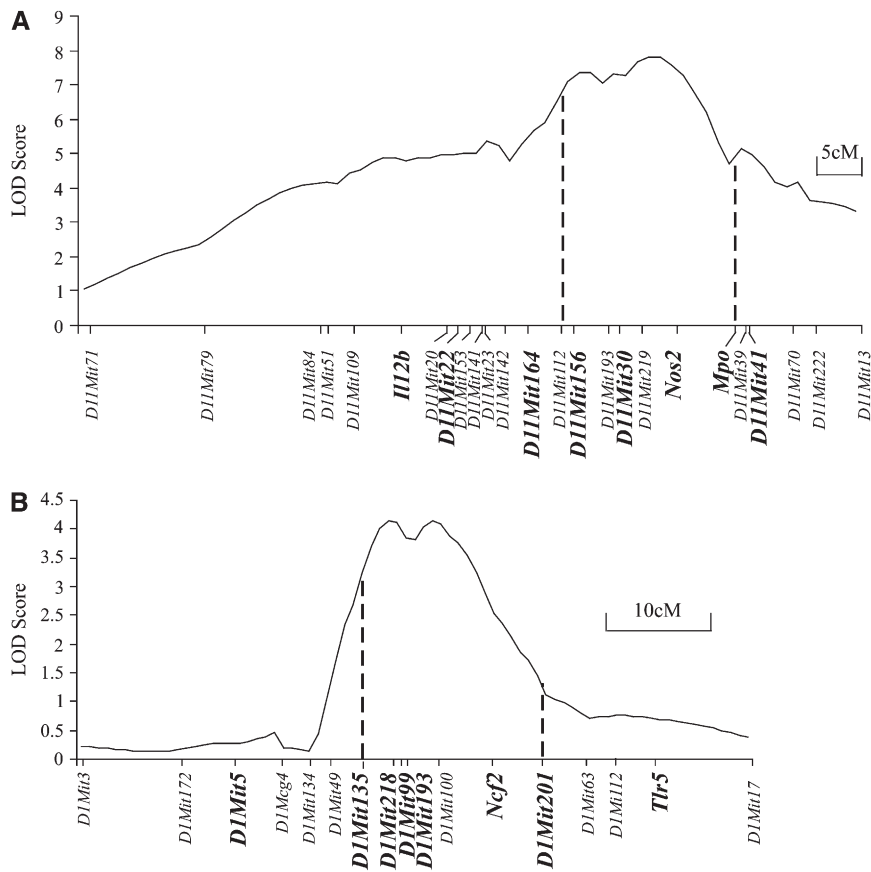 A
9
8
7
6
5
4
3
2
1
0
LOD Score
5cM
D11Mit71
D11Mit79
D11Mit84
D11Mit51
D11Mit109
Il12b
D11Mit20
D11Mit22
D11Mit153
D11Mit141
D11Mit23
D11Mit142
D11Mit164
D11Mit112
D11Mit156
D11Mit193
D11Mit30
D11Mit219
Nos2
Mpo
D11Mit39
D11Mit41
D11Mit70
D11Mit222
D11Mit13
B
4.5
4
3.5
3
2.5
2
1.5
1
0.5
0
LOD Score
10cM
D1Mit3
D1Mit172
D1Mit5
D1Mcg4
D1Mit134
D1Mit49
D1Mit135
D1Mit218
D1Mit99
D1Mit193
D1Mit100
Ncf2
D1Mit201
D1Mit63
D1Mi112
Tlr5
D1Mit17